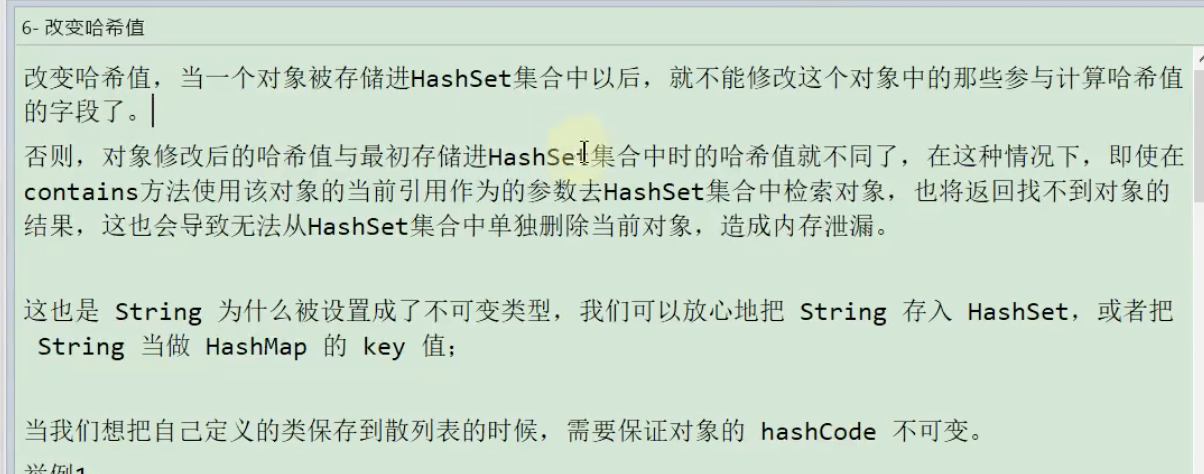 6- 改变哈希值
改变哈希值，当一个对象被存储进HashSet集合中以后，就不能修改这个对象中的那些参与计算哈希值
的字段了。
否则，对象修改后的哈希值与最初存储进HashSet集合中时的哈希值就不同了，在这种情况下，即使在
contains方法使用该对象的当前引用作为的参数去HashSet集合中检索对象，也将返回找不到对象的
结果，这也会导致无法从HashSet集合中单独删除当前对象，造成内存泄漏。
这也是 String 为什么被设置成了不可变类型，我们可以放心地把 String 存入 HashSet，或者把
String 当做 HashMap 的 key 值；
当我们想把自己定义的类保存到散列表的时候，需要保证对象的 hashCode 不可变。
举例1